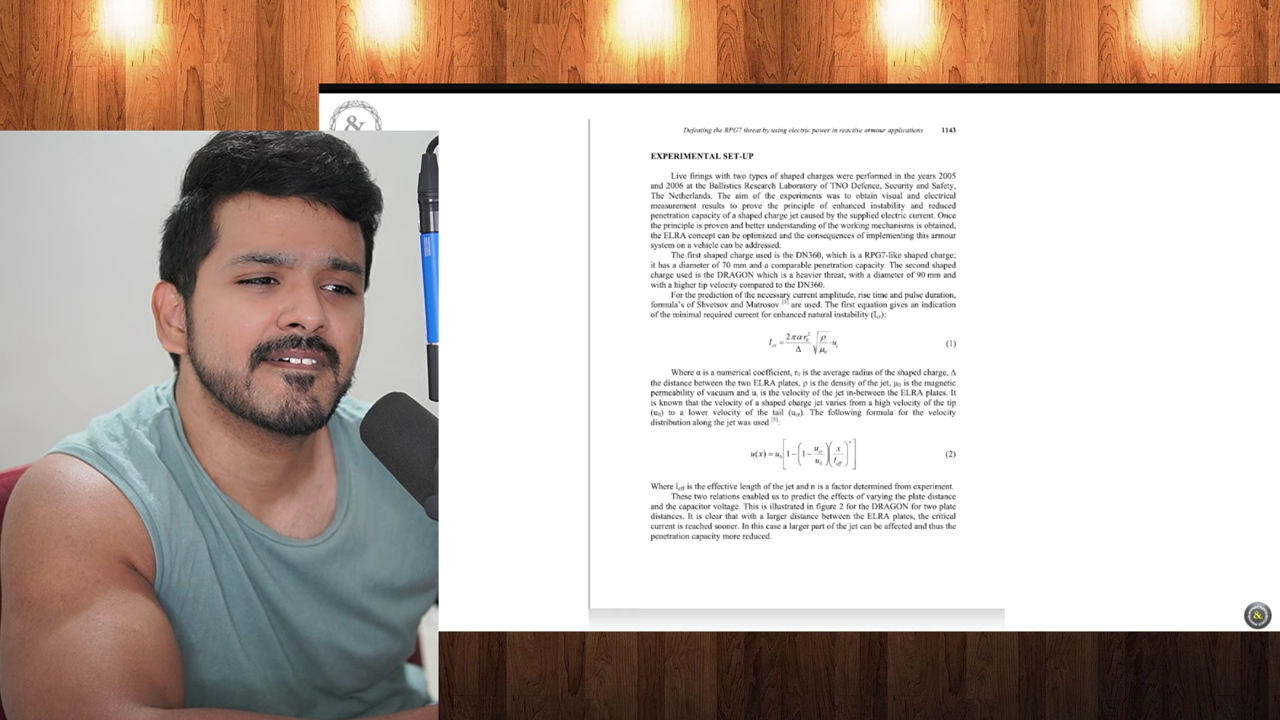 &
Defeating the RPG7 threat by using electric power in reactive armour applications 1143
EXPERIMENTAL SET-UP
Live firings with two types of shaped charges were performed in the years 2005
and 2006 at the Ballistics Research Laboratory of TNO Defence, Security and Safety,
The Netherlands. The aim of the experiments was to obtain visual and electrical
measurement results to prove the principle of enhanced instability and reduced
penetration capacity of a shaped charge jet caused by the supplied electric current. Once
the principle is proven and better understanding of the working mechanisms is obtained,
the ELRA concept can be optimized and the consequences of implementing this armour
system on a vehicle can be addressed.
The first shaped charge used is the DN360, which is a RPG7-like shaped charge;
it has a diameter of 70 mm and a comparable penetration capacity. The second shaped
charge used is the DRAGON which is a heavier threat, with a diameter of 90 mm and
with a higher tip velocity compared to the DN360.
For the prediction of the necessary current amplitude, rise time and pulse duration,
formula's of Shvetsov and Matrosov are used. The first equation gives an indication
of the minimal required current for enhanced natural instability (I_cr):
I_cr = 2παr₀²/Δ √(ρ/μ₀) · u_i (1)
Where α is a numerical coefficient, r₀ is the average radius of the shaped charge, Δ
the distance between the two ELRA plates, ρ is the density of the jet, μ₀ is the magnetic
permeability of vacuum and u_i is the velocity of the jet in-between the ELRA plates. It
is known that the velocity of a shaped charge jet varies from a high velocity of the tip
(u₀) to a lower velocity of the tail (u_cr). The following formula for the velocity
distribution along the jet was used :
u(x) = u₀[1-(1-u_cr/u₀)(x/l_eff)ⁿ] (2)
Where l_eff is the effective length of the jet and n is a factor determined from experiment.
These two relations enabled us to predict the effects of varying the plate distance
and the capacitor voltage. This is illustrated in figure 2 for the DRAGON for two plate
distances. It is clear that with a larger distance between the ELRA plates, the critical
current is reached sooner. In this case a larger part of the jet can be affected and thus the
penetration capacity more reduced.
&